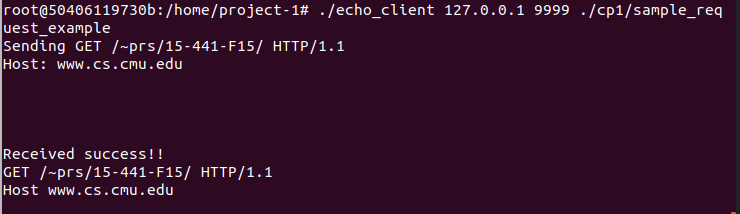 root@50406119730b:/home/project-1# ./echo_client 127.0.0.1 9999 ./cp1/sample_req
uest_example
Sending GET /~prs/15-441-F15/ HTTP/1.1
Host: www.cs.cmu.edu
Received success!!
GET /~prs/15-441-F15/ HTTP/1.1
Host www.cs.cmu.edu